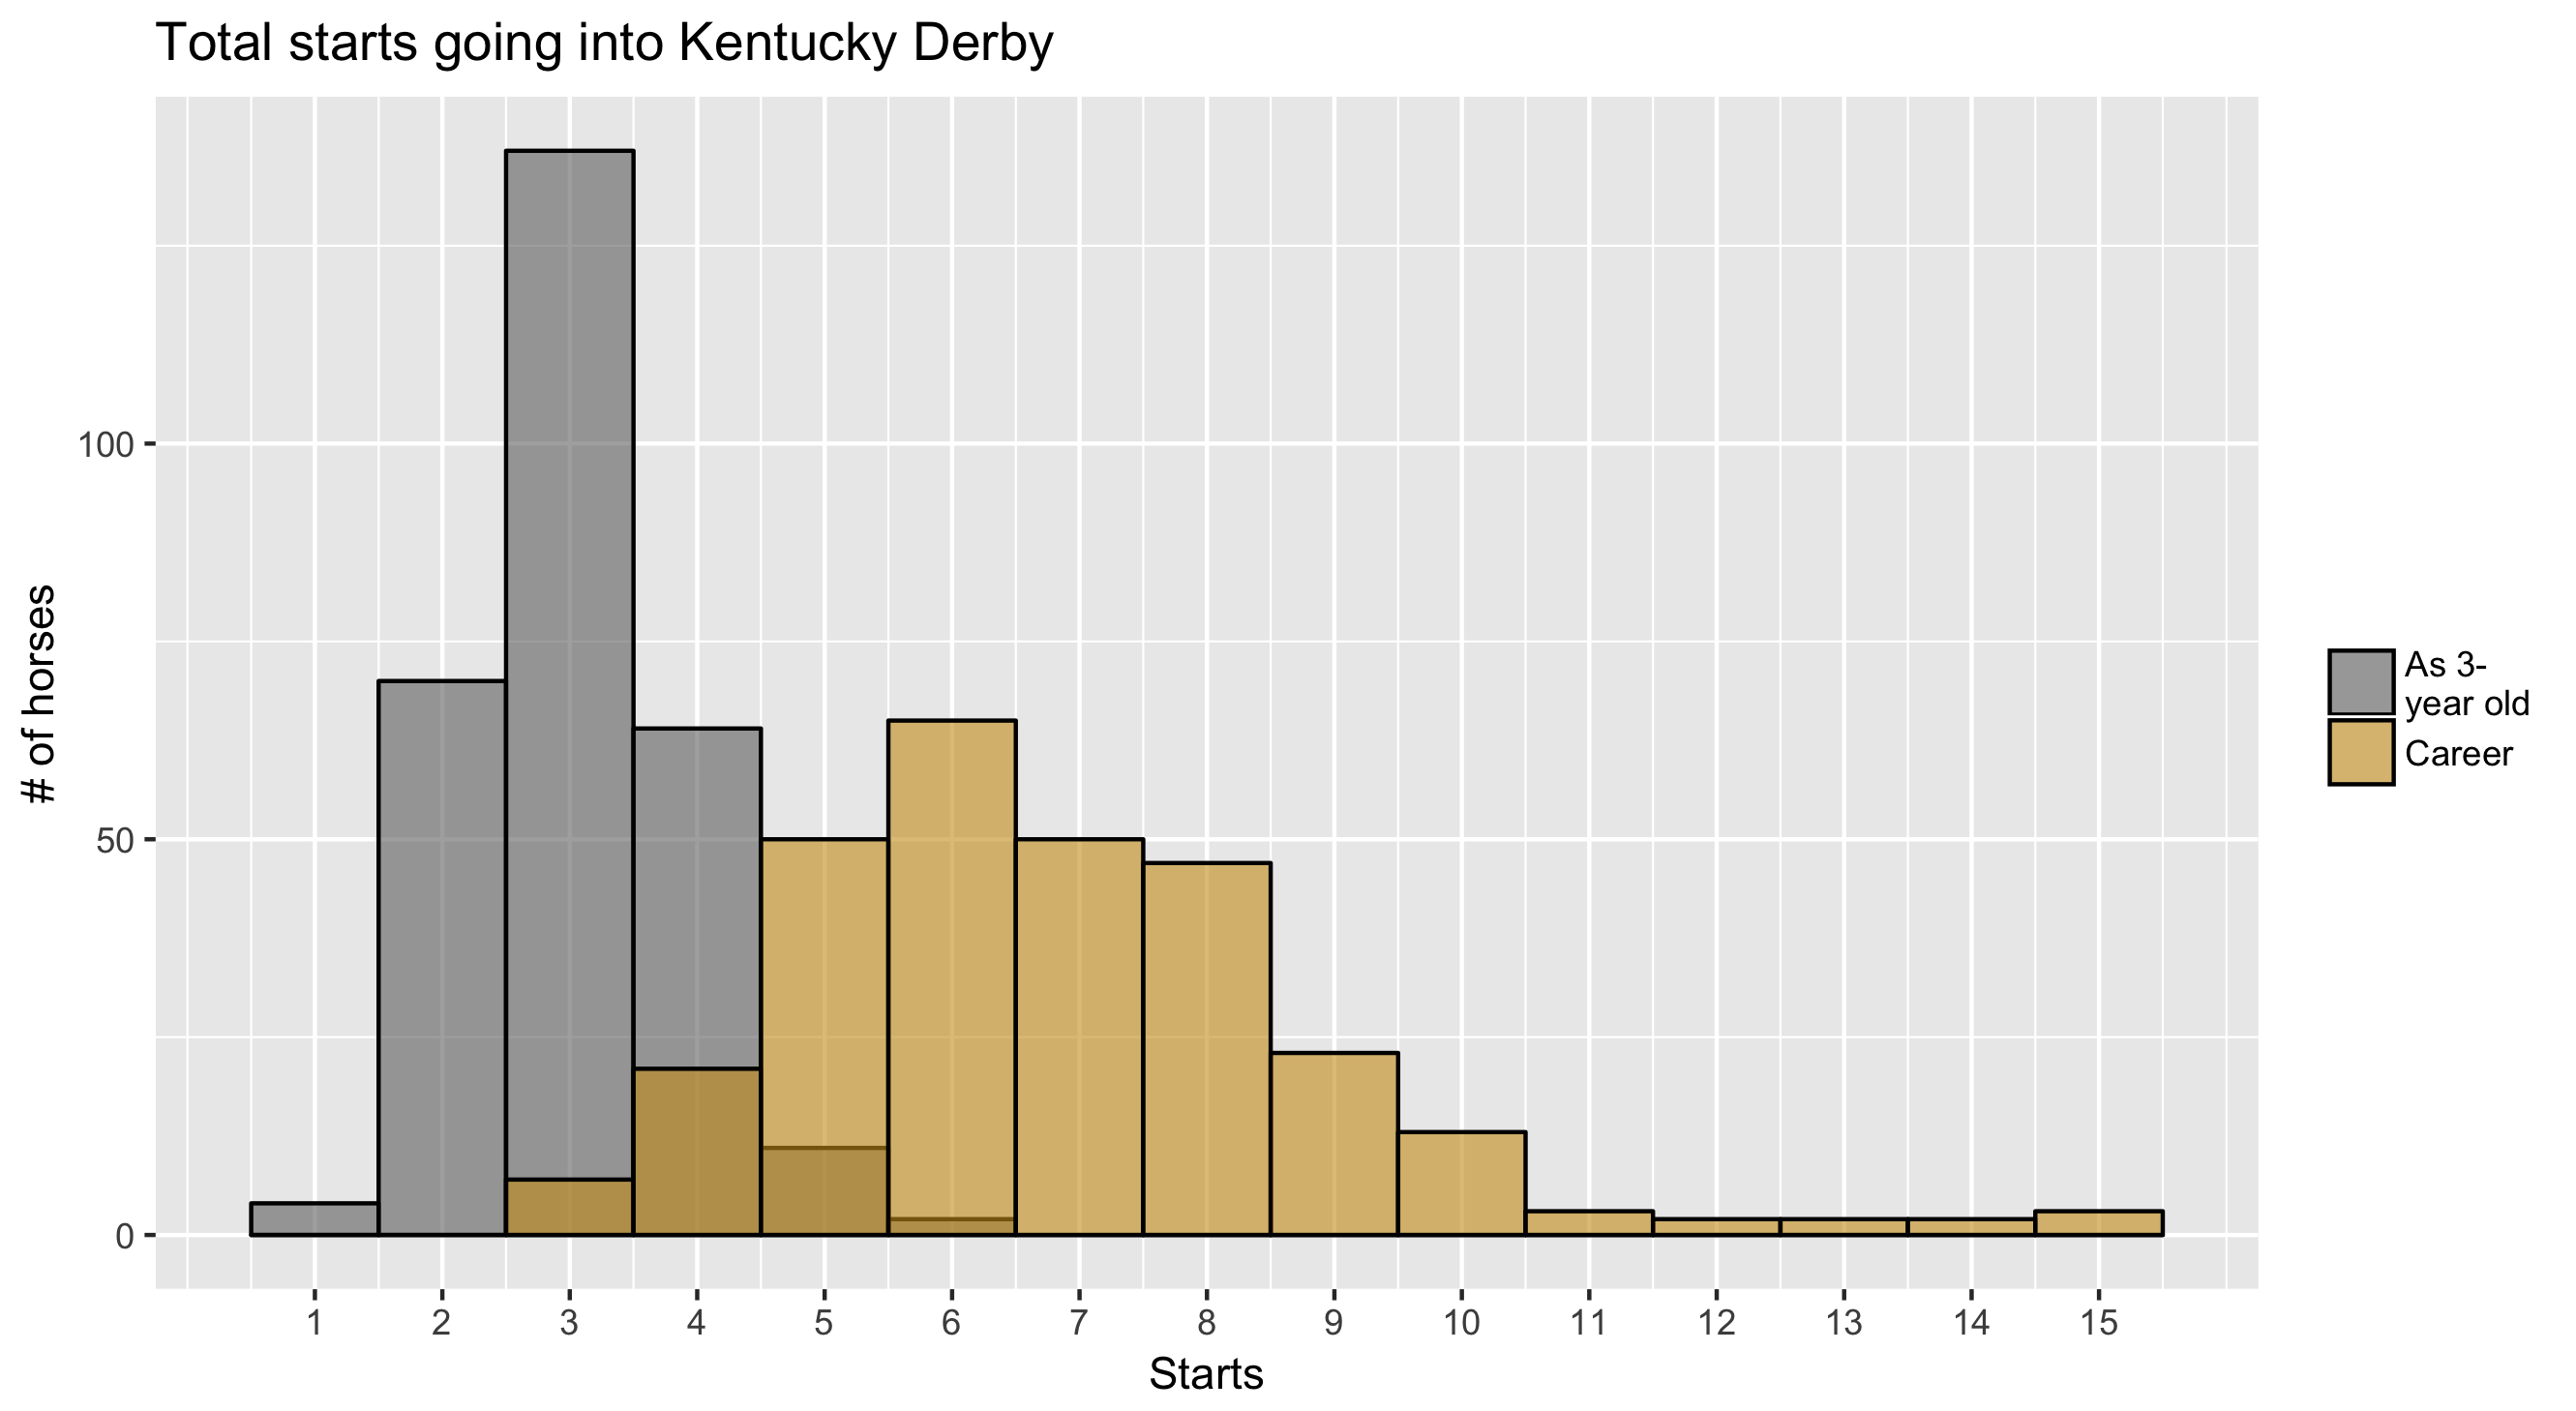 Total starts going into Kentucky Derby
# of horses
100
50
0
1 2 3 4 5 6 7 8 9 10 11 12 13 14 15
Starts
As 3-
year old
Career